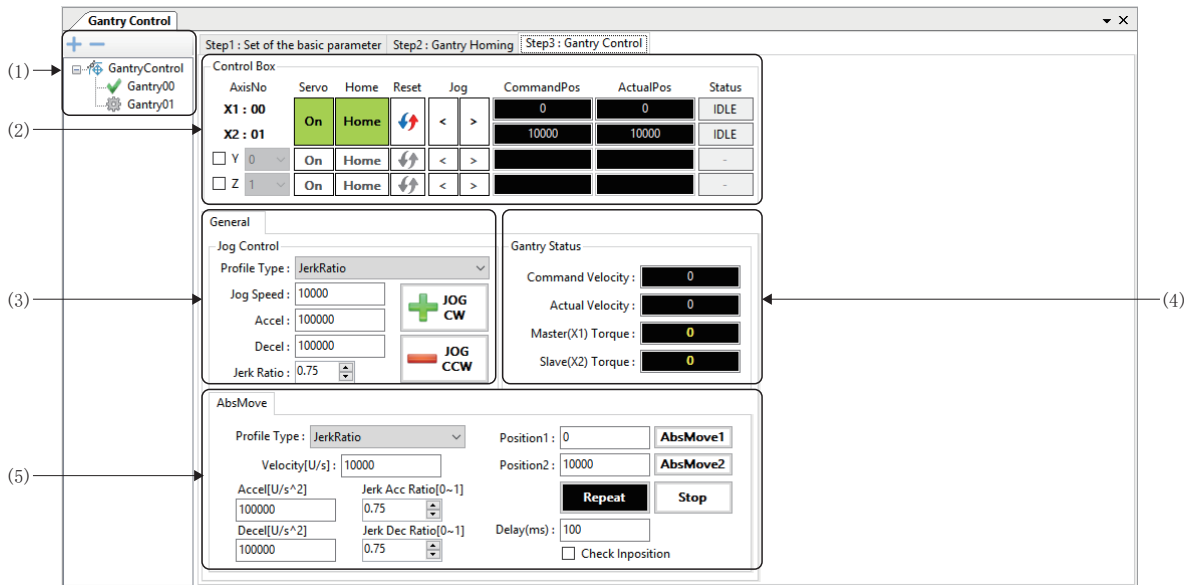 Gantry Control
Step1 : Set of the basic parameter Step2 : Gantry Homing Step3 : Gantry Control
(1)
GantryControl
Gantry00
Gantry01
(2)
Control Box
AxisNo Servo Home Reset Jog CommandPos ActualPos Status
X1 : 00 On Home < > 0 0 IDLE
X2 : 01 10000 10000 IDLE
Y 0 On Home < > -
Z 1 On Home < > -
(3)
General
Jog Control
Profile Type : JerkRatio
Jog Speed : 10000
JOG CW
Accel : 100000
Decel : 100000
JOG CCW
Jerk Ratio : 0.75
(4)
Gantry Status
Command Velocity : 0
Actual Velocity : 0
Master(X1) Torque : 0
Slave(X2) Torque : 0
(5)
AbsMove
Profile Type : JerkRatio Position1 : 0 AbsMove1
Velocity[U/s] : 10000 Position2 : 10000 AbsMove2
Accel[U/s^2] Jerk Acc Ratio[0~1]
100000 0.75 Repeat Stop
Decel[U/s^2] Jerk Dec Ratio[0~1] Delay(ms) : 100
100000 0.75 Check Inposition